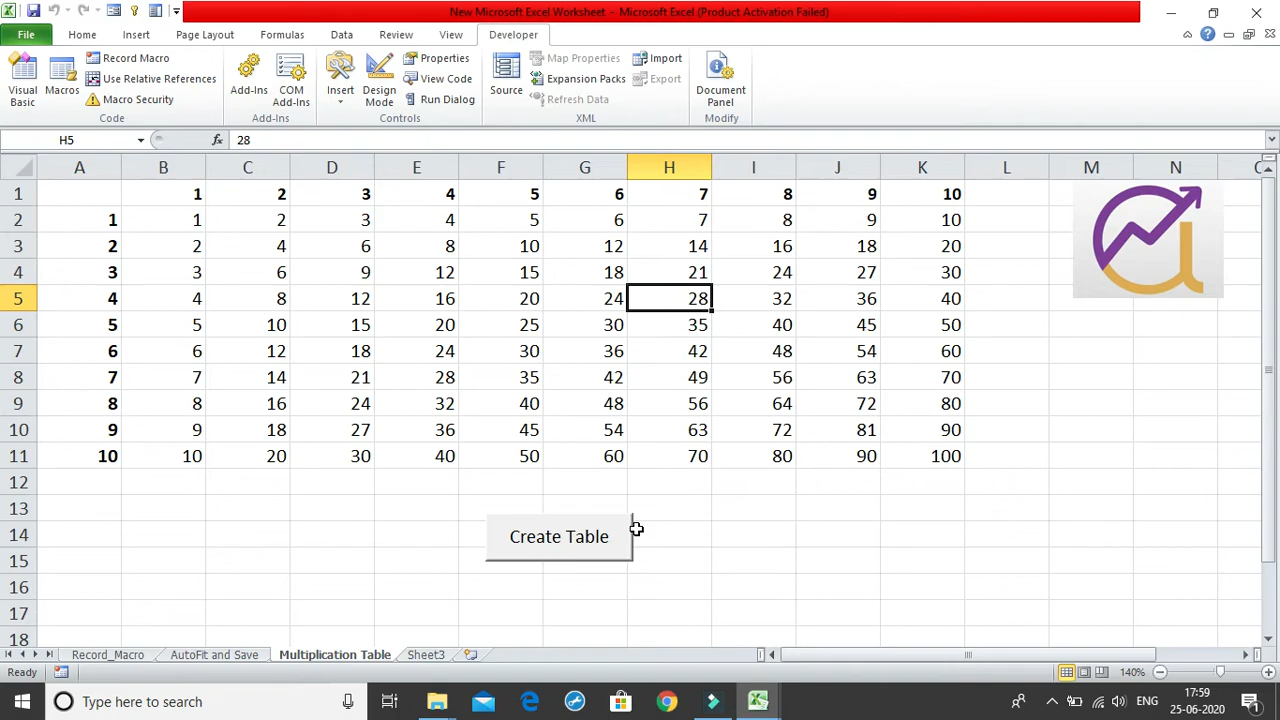 New Microsoft Excel Worksheet - Microsoft Excel (Product Activation Failed)
File Home Insert Page Layout Formulas Data Review View Developer
Visual Basic
Macros
Record Macro
Use Relative References
Macro Security
Code
Add-Ins
COM Add-Ins
Add-Ins
Insert
Design Mode
Properties
View Code
Run Dialog
Controls
Source
Map Properties
Expansion Packs
Refresh Data
Import
Export
XML
Document Panel
Modify
H5 fx 28
A B C D E F G H I J K L M N
1 1 2 3 4 5 6 7 8 9 10
2 1 1 2 3 4 5 6 7 8 9 10
3 2 2 4 6 8 10 12 14 16 18 20
4 3 3 6 9 12 15 18 21 24 27 30
5 4 4 8 12 16 20 24 28 32 36 40
6 5 5 10 15 20 25 30 35 40 45 50
7 6 6 12 18 24 30 36 42 48 54 60
8 7 7 14 21 28 35 42 49 56 63 70
9 8 8 16 24 32 40 48 56 64 72 80
10 9 9 18 27 36 45 54 63 72 81 90
11 10 10 20 30 40 50 60 70 80 90 100
12
13
14
Create Table
15
16
17
18
Record_Macro AutoFit and Save Multiplication Table Sheet3
Ready 140%
Type here to search ENG 17:59
25-06-2020